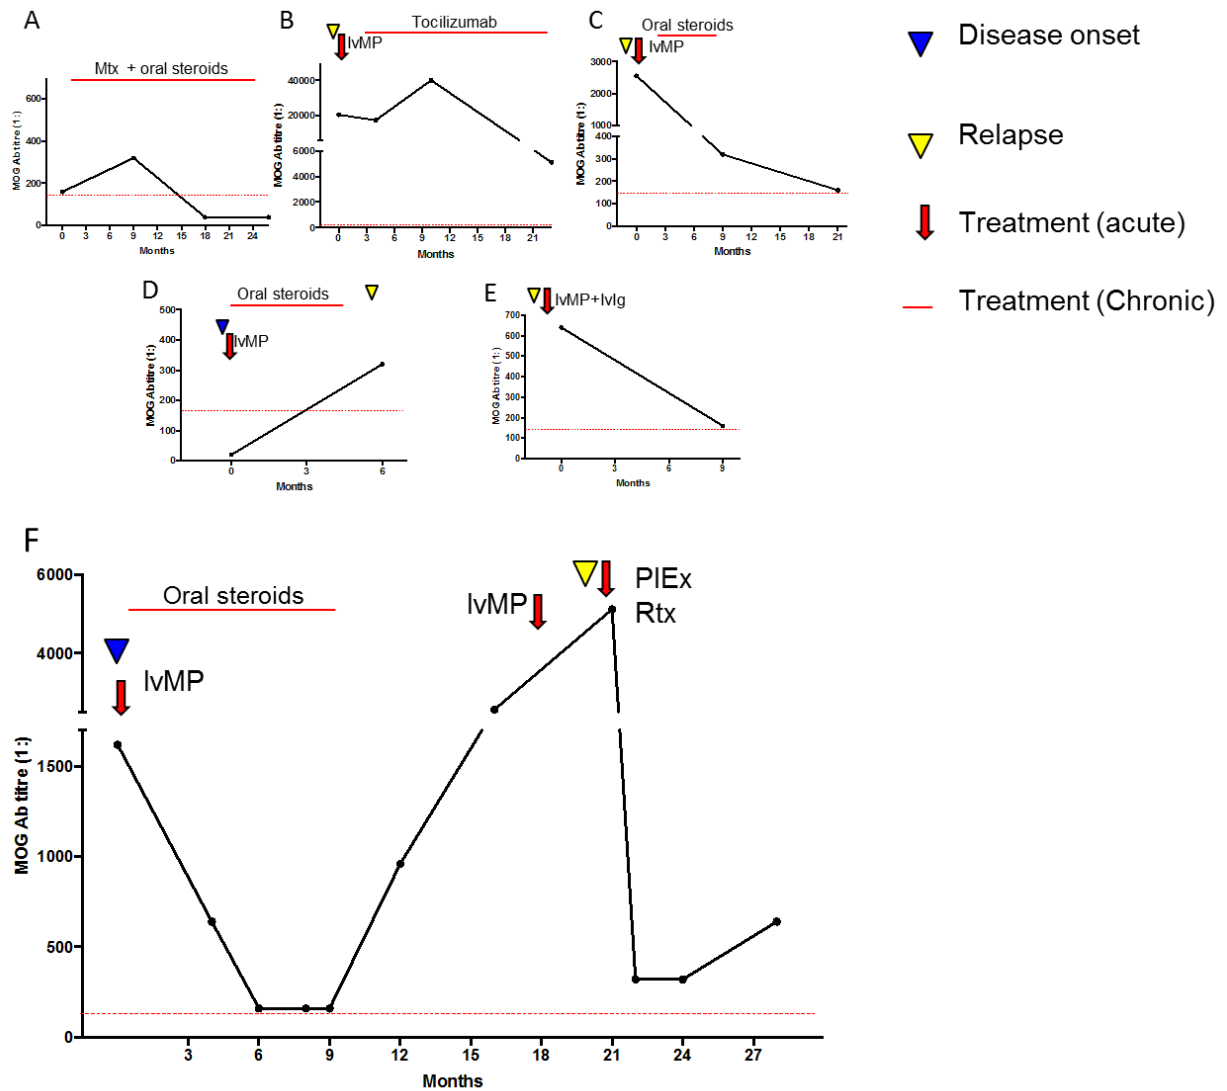 A
Mtx + oral steroids
MOG Ab titre (1:)
600
400
200
0
0 3 6 9 12 15 18 21 24
Months
B
Tocilizumab
IvMP
MOG Ab titre (1:)
40000
20000
6000
4000
2000
0
0 3 6 9 12 15 18 21
Months
C
Oral steroids
IvMP
MOG Ab titre (1:)
3000
2000
1000
400
300
200
100
0
0 3 6 9 12 15 18 21
Months
Disease onset
Relapse
Treatment (acute)
Treatment (Chronic)
D
Oral steroids
IvMP
MOG Ab titre (1:)
500
400
300
200
100
0
0 3 6
Months
E
IvMP+IvIg
MOG Ab titre (1:)
700
600
500
400
300
200
100
0
0 3 6 9
Months
F
Oral steroids
IvMP
IvMP
PlEx
Rtx
MOG Ab titre (1:)
6000
4000
1500
1000
500
0
3 6 9 12 15 18 21 24 27
Months